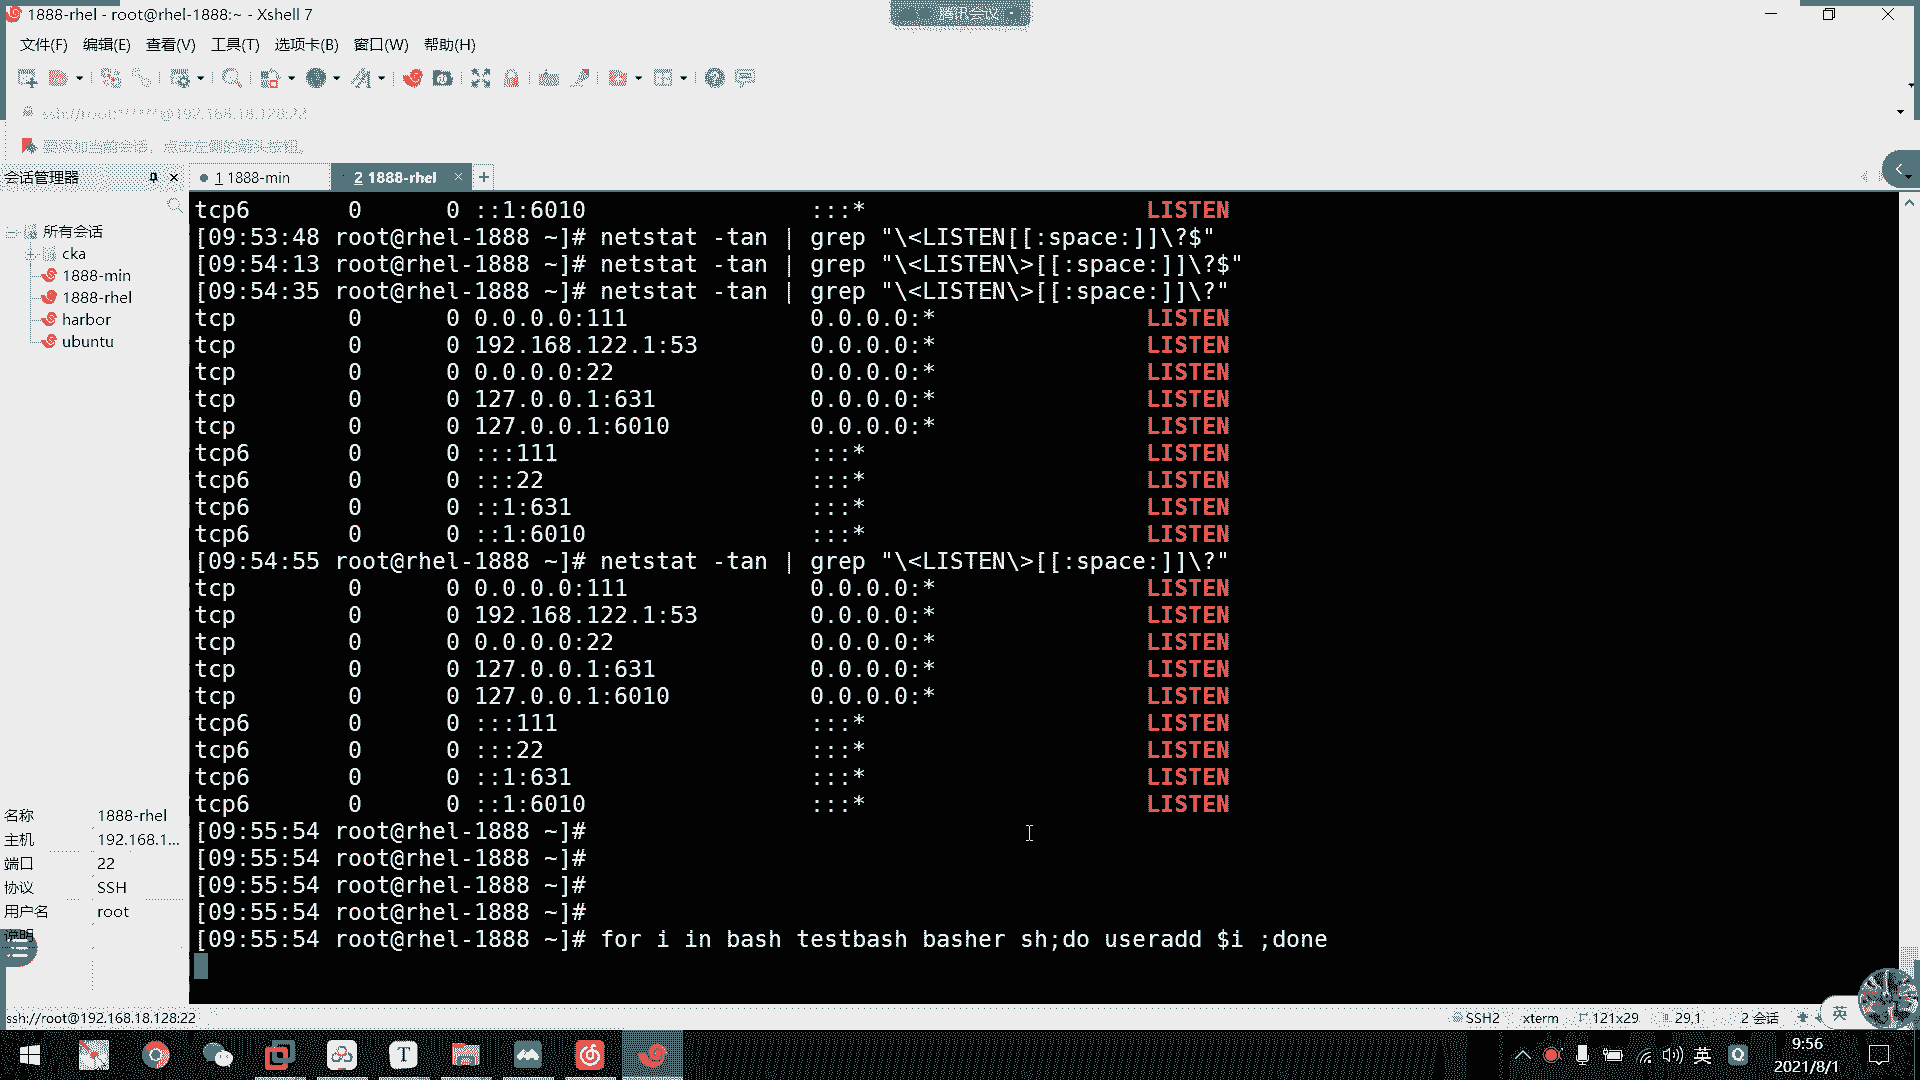 1888-rhel - root@rhel-1888:~ - Xshell 7
腾讯会议
文件(F) 编辑(E) 查看(V) 工具(T) 选项卡(B) 窗口(W) 帮助(H)
要添加当前会话，点击左侧的箭头按钮。
会话管理器
1 1888-min
2 1888-rhel
所有会话
cka
1888-min
1888-rhel
harbor
ubuntu
tcp6 0 0 ::1:6010 :::* LISTEN
[09:53:48 root@rhel-1888 ~]# netstat -tan | grep "\<LISTEN[[:space:]]\?$"
[09:54:13 root@rhel-1888 ~]# netstat -tan | grep "\<LISTEN\>[[:space:]]\?$"
[09:54:35 root@rhel-1888 ~]# netstat -tan | grep "\<LISTEN\>[[:space:]]\?"
tcp 0 0 0.0.0.0:111 0.0.0.0:* LISTEN
tcp 0 0 192.168.122.1:53 0.0.0.0:* LISTEN
tcp 0 0 0.0.0.0:22 0.0.0.0:* LISTEN
tcp 0 0 127.0.0.1:631 0.0.0.0:* LISTEN
tcp 0 0 127.0.0.1:6010 0.0.0.0:* LISTEN
tcp6 0 0 :::111 :::* LISTEN
tcp6 0 0 :::22 :::* LISTEN
tcp6 0 0 ::1:631 :::* LISTEN
tcp6 0 0 ::1:6010 :::* LISTEN
[09:54:55 root@rhel-1888 ~]# netstat -tan | grep "\<LISTEN\>[[:space:]]\?"
tcp 0 0 0.0.0.0:111 0.0.0.0:* LISTEN
tcp 0 0 192.168.122.1:53 0.0.0.0:* LISTEN
tcp 0 0 0.0.0.0:22 0.0.0.0:* LISTEN
tcp 0 0 127.0.0.1:631 0.0.0.0:* LISTEN
tcp 0 0 127.0.0.1:6010 0.0.0.0:* LISTEN
tcp6 0 0 :::111 :::* LISTEN
tcp6 0 0 :::22 :::* LISTEN
tcp6 0 0 ::1:631 :::* LISTEN
tcp6 0 0 ::1:6010 :::* LISTEN
[09:55:54 root@rhel-1888 ~]#
[09:55:54 root@rhel-1888 ~]#
[09:55:54 root@rhel-1888 ~]#
[09:55:54 root@rhel-1888 ~]#
[09:55:54 root@rhel-1888 ~]# for i in bash testbash basher sh;do useradd $i ;done
名称 1888-rhel
主机 192.168.1...
端口 22
协议 SSH
用户名 root
说明
ssh://root@192.168.18.128:22
SSH2 xterm 121x29 29,1 2 会话
英
英
9:56
2021/8/1